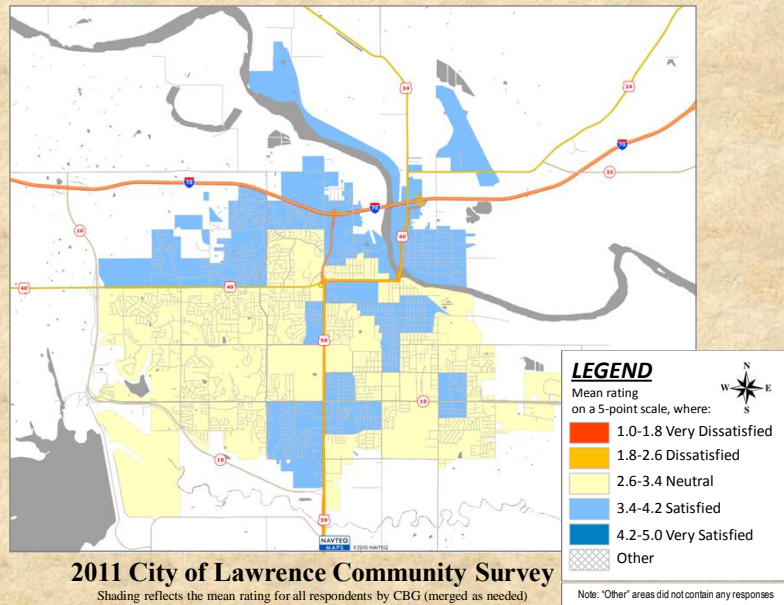 24
24
70
32
70
70
10
40
40
40
59
10
10
59
NAVTEQ
MAPS ©2010 NAVTEQ
LEGEND
Mean rating
on a 5-point scale, where:
N
W E
S
1.0-1.8 Very Dissatisfied
1.8-2.6 Dissatisfied
2.6-3.4 Neutral
3.4-4.2 Satisfied
4.2-5.0 Very Satisfied
Other
2011 City of Lawrence Community Survey
Shading reflects the mean rating for all respondents by CBG (merged as needed)
Note: "Other" areas did not contain any responses